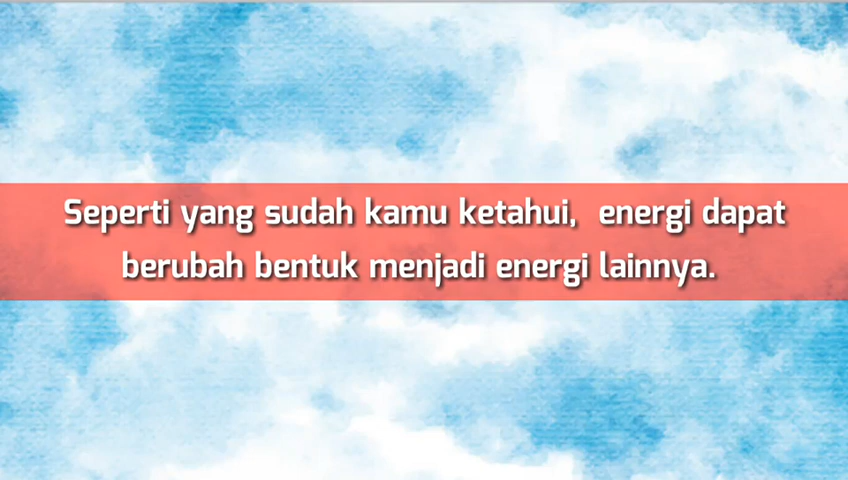 Seperti yang sudah kamu ketahui, energi dapat
berubah bentuk menjadi energi lainnya.